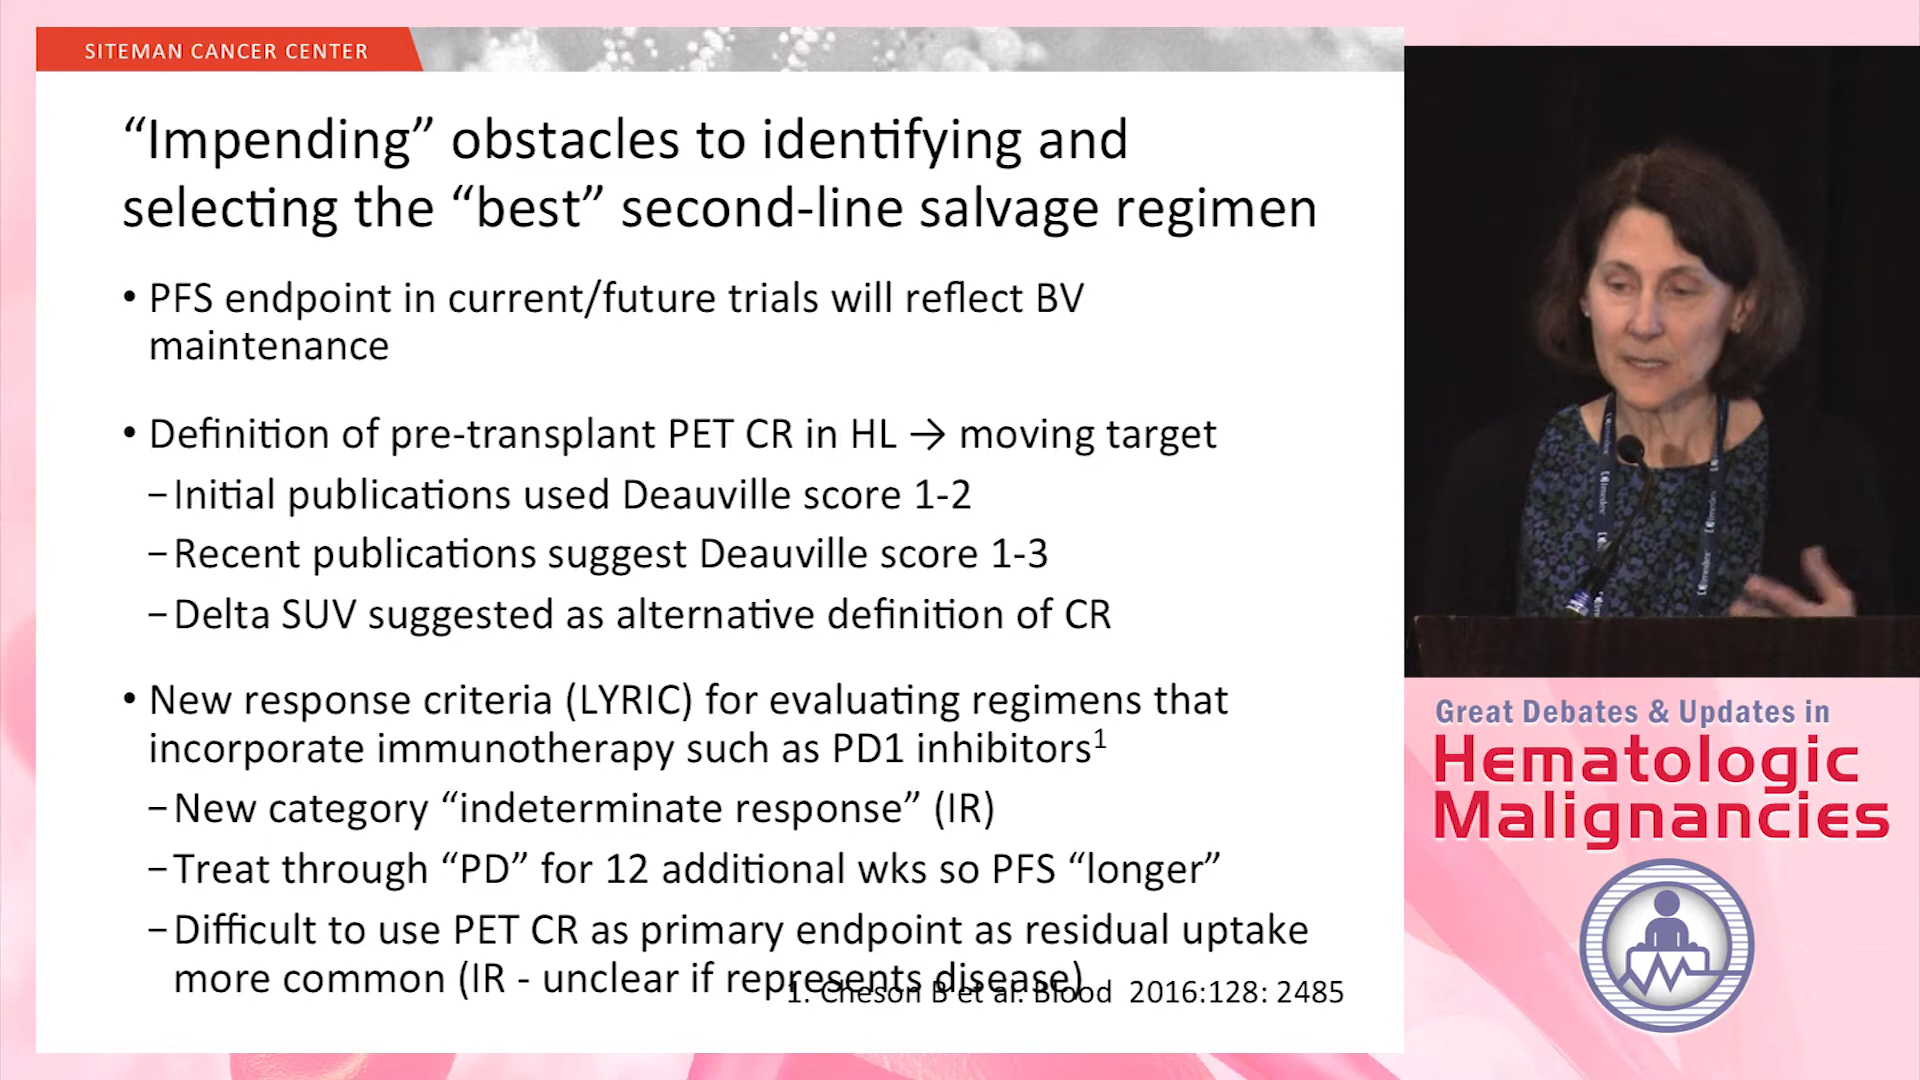 SITEMAN CANCER CENTER
“Impending” obstacles to identifying and
selecting the “best” second-line salvage regimen
• PFS endpoint in current/future trials will reflect BV
maintenance
• Definition of pre-transplant PET CR in HL → moving target
– Initial publications used Deauville score 1-2
– Recent publications suggest Deauville score 1-3
– Delta SUV suggested as alternative definition of CR
• New response criteria (LYRIC) for evaluating regimens that
incorporate immunotherapy such as PD1 inhibitors¹
– New category “indeterminate response” (IR)
– Treat through “PD” for 12 additional wks so PFS “longer”
– Difficult to use PET CR as primary endpoint as residual uptake
more common (IR - unclear if represents disease)
1. Cheson B et al. Blood 2016:128: 2485
imedex
imedex
Great Debates & Updates in
Hematologic
Malignancies